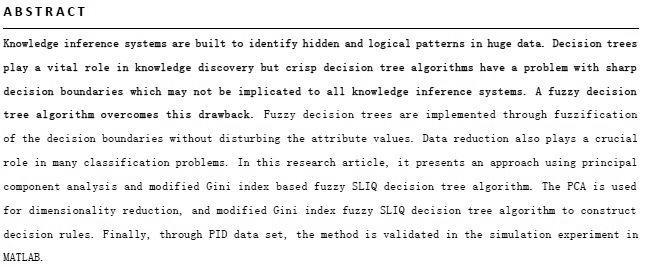 ABSTRACT
Knowledge inference systems are built to identify hidden and logical patterns in huge data. Decision trees
play a vital role in knowledge discovery but crisp decision tree algorithms have a problem with sharp
decision boundaries which may not be implicated to all knowledge inference systems. A fuzzy decision
tree algorithm overcomes this drawback. Fuzzy decision trees are implemented through fuzzification
of the decision boundaries without disturbing the attribute values. Data reduction also plays a crucial
role in many classification problems. In this research article, it presents an approach using principal
component analysis and modified Gini index based fuzzy SLIQ decision tree algorithm. The PCA is used
for dimensionality reduction, and modified Gini index fuzzy SLIQ decision tree algorithm to construct
decision rules. Finally, through PID data set, the method is validated in the simulation experiment in
MATLAB.